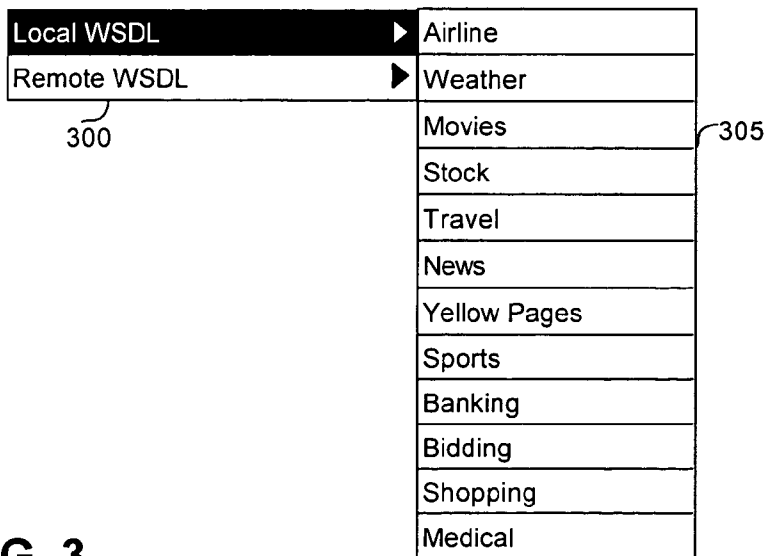 Local WSDL
Remote WSDL
300
Airline
Weather
Movies
Stock
Travel
News
Yellow Pages
Sports
Banking
Bidding
Shopping
Medical
305
G. 3